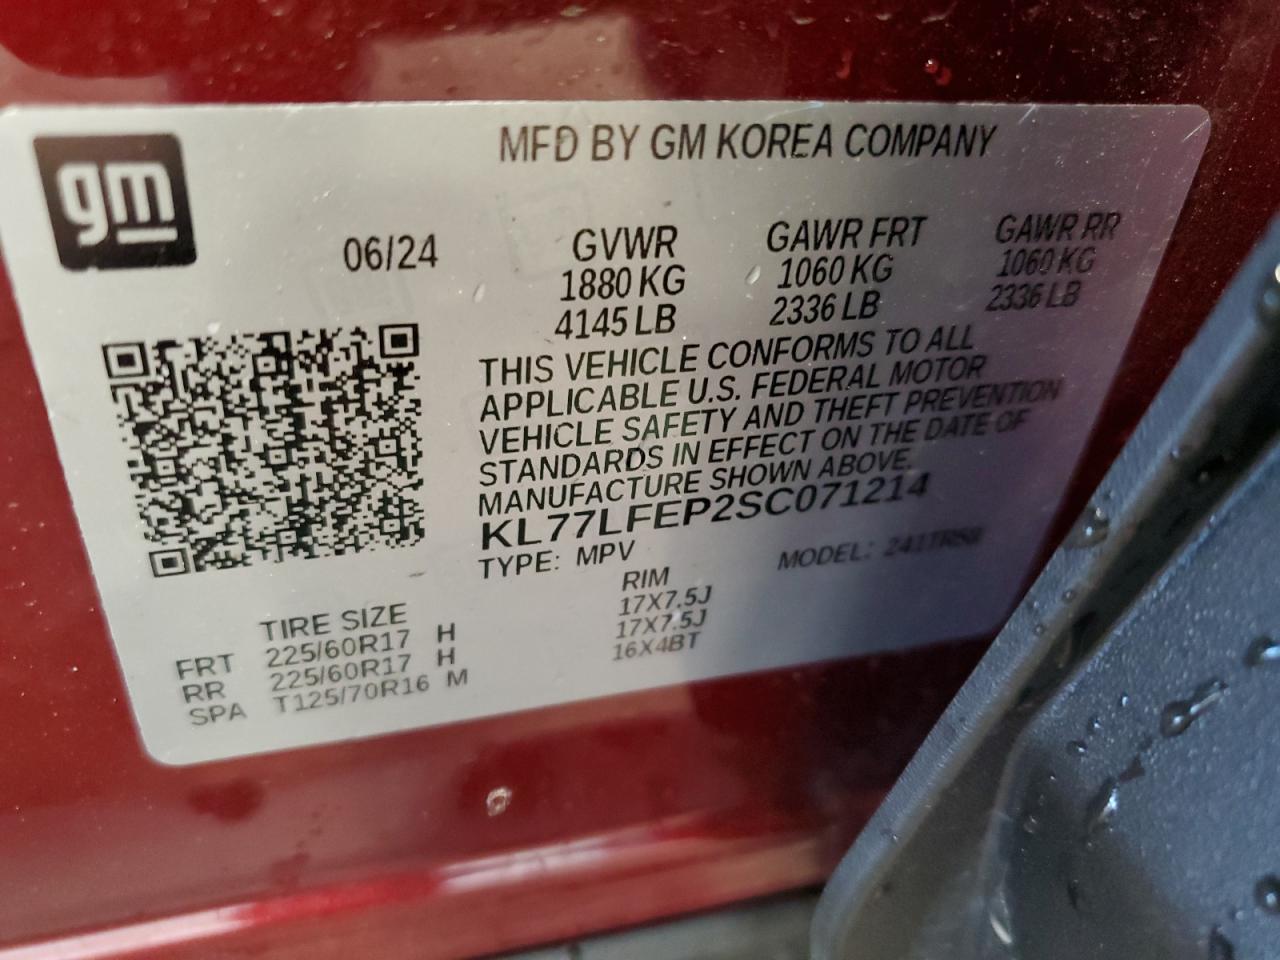 gm
MFD BY GM KOREA COMPANY
06/24
GVWR GAWR FRT GAWR RR
1880 KG 1060 KG 1060 KG
4145 LB 2336 LB 2336 LB
THIS VEHICLE CONFORMS TO ALL
APPLICABLE U.S. FEDERAL MOTOR
VEHICLE SAFETY AND THEFT PREVENTION
STANDARDS IN EFFECT ON THE DATE OF
MANUFACTURE SHOWN ABOVE.
KL77LFEP2SC071214
TYPE: MPV MODEL:
TIRE SIZE RIM
FRT 225/60R17 H 17X7.5J
RR 225/60R17 H 17X7.5J
SPA T125/70R16 M 16X4BT